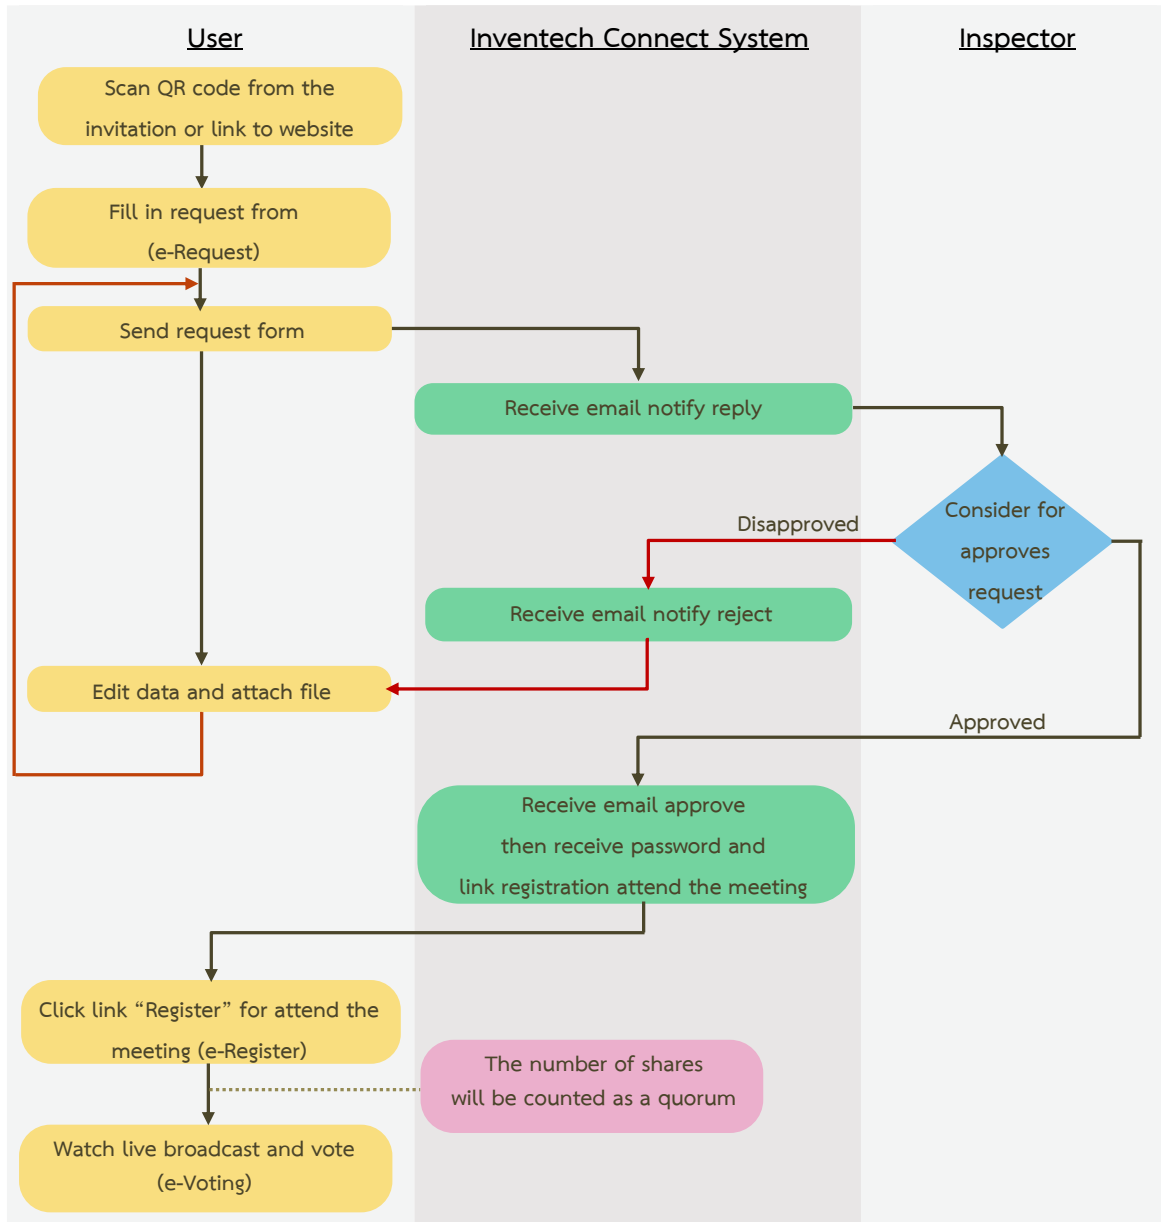 User
Inventech Connect System
Inspector
Scan QR code from the
invitation or link to website
Fill in request from
(e-Request)
Send request form
Receive email notify reply
Consider for
approves
request
Disapproved
Receive email notify reject
Edit data and attach file
Approved
Receive email approve
then receive password and
link registration attend the meeting
Click link “Register” for attend the
meeting (e-Register)
The number of shares
will be counted as a quorum
Watch live broadcast and vote
(e-Voting)